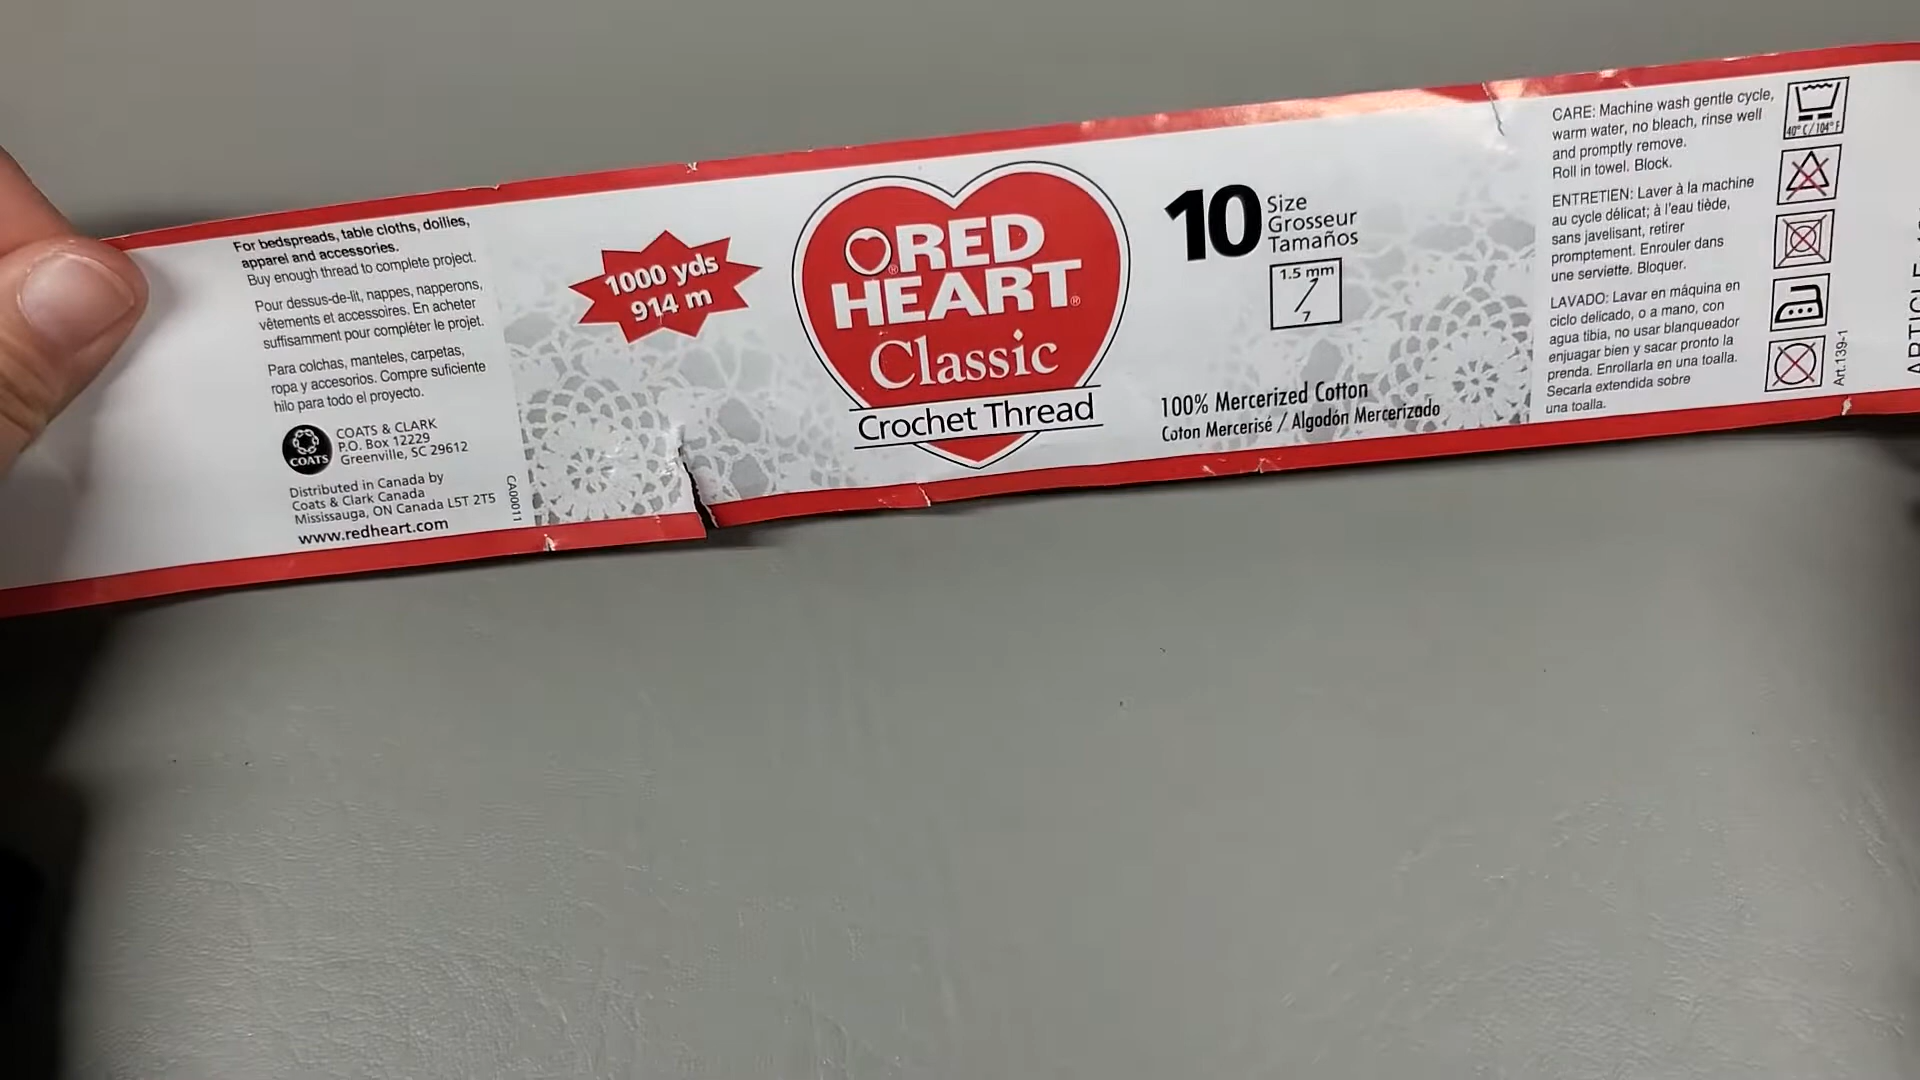 For bedspreads, table cloths, doilies,
apparel and accessories.
Buy enough thread to complete project.
Pour dessus-de-lit, nappes, napperons,
vêtements et accessoires. En acheter
suffisamment pour compléter le projet.
Para colchas, manteles, carpetas,
ropa y accesorios. Compre suficiente
hilo para todo el proyecto.
COATS
COATS & CLARK
P.O. Box 12229
Greenville, SC 29612
Distributed in Canada by
Coats & Clark Canada
Mississauga, ON Canada L5T 2T5
www.redheart.com
CA00011
1000 yds
914 m
RED
HEART®
Classic
Crochet Thread
10
Size
Grosseur
Tamaños
1.5 mm
7
100% Mercerized Cotton
Coton Mercerisé / Algodón Mercerizado
CARE: Machine wash gentle cycle,
warm water, no bleach, rinse well
and promptly remove.
Roll in towel. Block.
ENTRETIEN: Laver à la machine
au cycle délicat; à l'eau tiède,
sans javelisant, retirer
promptement. Enrouler dans
une serviette. Bloquer.
LAVADO: Lavar en máquina en
ciclo delicado, o a mano, con
agua tibia, no usar blanqueador
enjuagar bien y sacar pronto la
prenda. Enrollarla en una toalla.
Secarla extendida sobre
una toalla.
40° C / 104° F
Art. 139-1